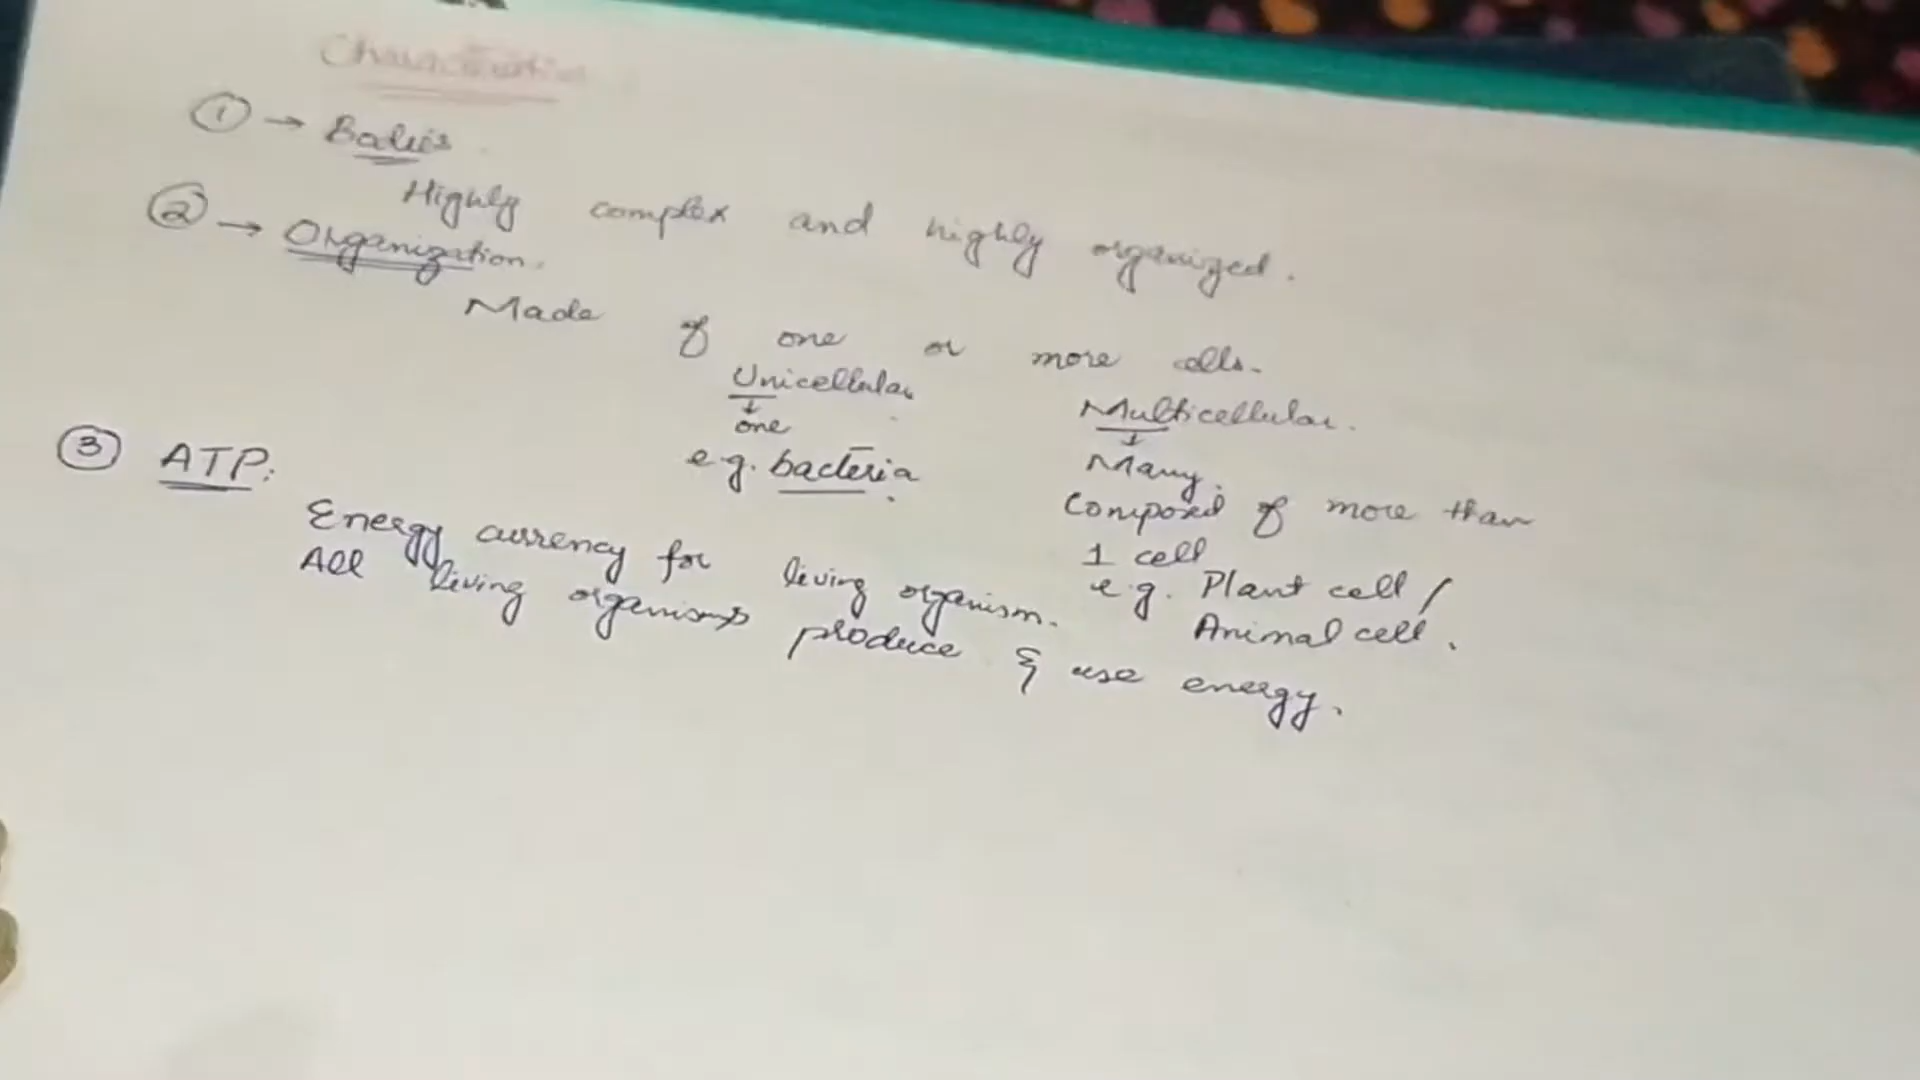 Characteristics
① → Bodies.
Highly complex and highly organized.
② → Organization.
Made of one or more cells.
Unicellular
↓
one
e.g. bacteria.
Multicellular.
↓
Many.
Composed of more than
1 cell
e.g. Plant cell /
Animal cell.
③ ATP:
Energy currency for living organism.
All living organisms produce & use energy.